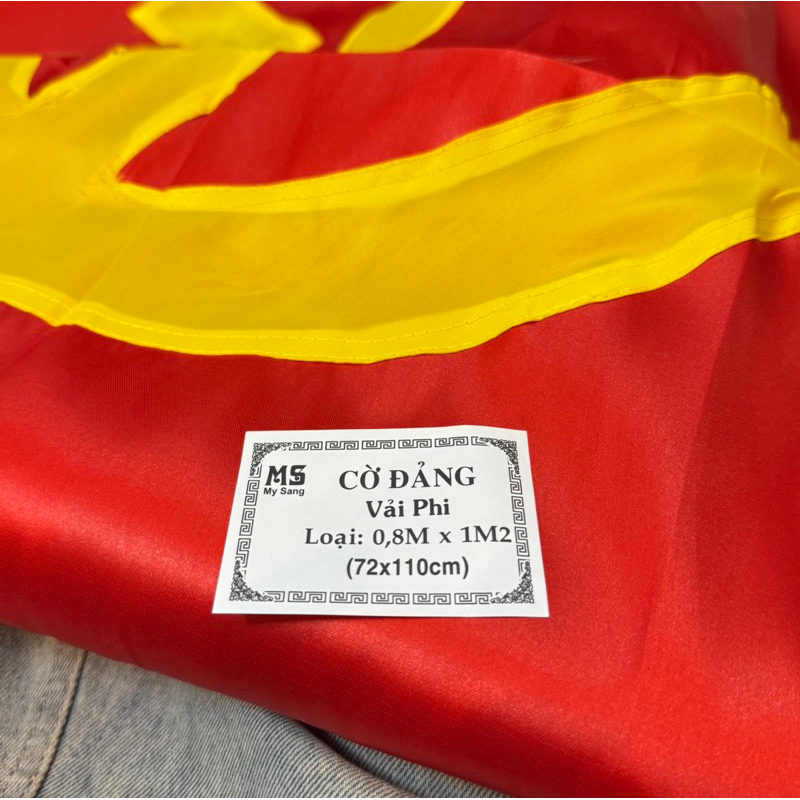 MS
My Sang
CỜ ĐẢNG
Vải Phi
Loại: 0,8M x 1M2
(72x110cm)